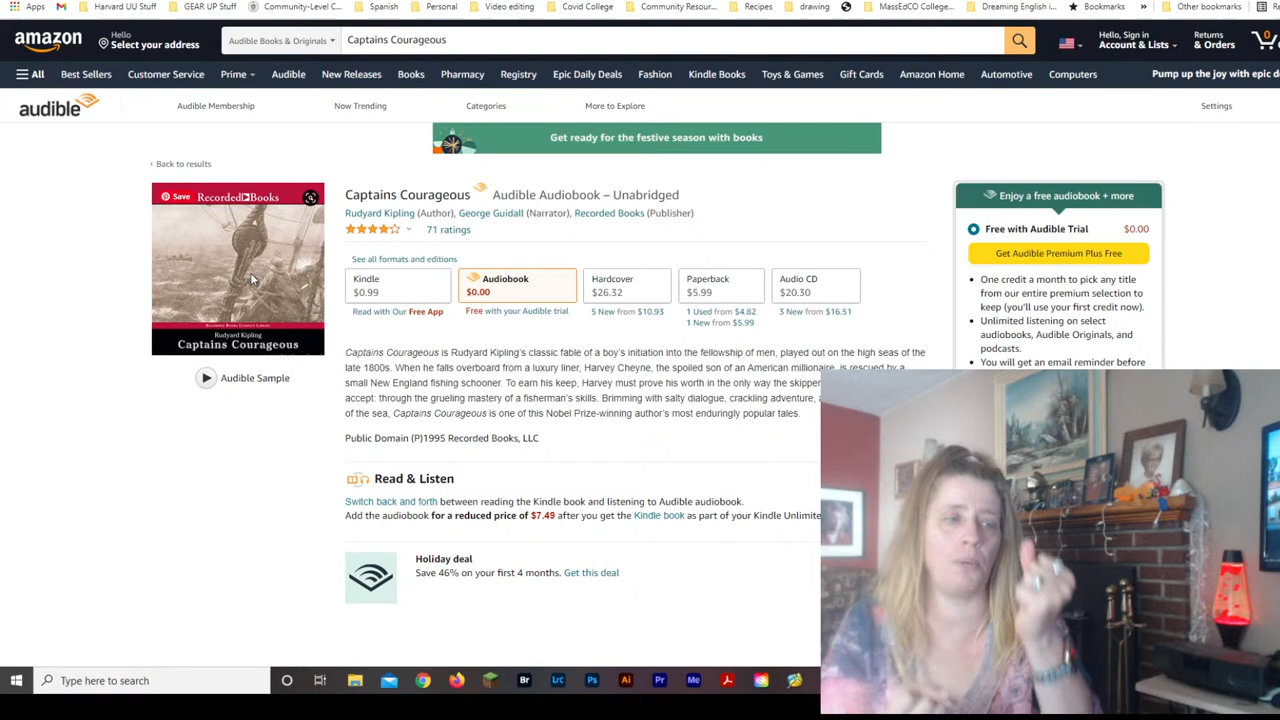 Apps
Harvard UU Stuff
GEAR UP Stuff
Community-Level C...
Spanish
Personal
Video editing
Covid College
Community Resour...
Recipes
drawing
MassEdCO College...
Dreaming English i...
Bookmarks
»
Other bookmarks
amazon
Hello
Select your address
Audible Books & Originals
Captains Courageous
Hello, Sign in
Account & Lists
Returns
& Orders
0
All
Best Sellers
Customer Service
Prime
Audible
New Releases
Books
Pharmacy
Registry
Epic Daily Deals
Fashion
Kindle Books
Toys & Games
Gift Cards
Amazon Home
Automotive
Computers
Pump up the joy with epic d
audible
Audible Membership
Now Trending
Categories
More to Explore
Settings
Get ready for the festive season with books
‹ Back to results
Save
Recorded Books
Rudyard Kipling
Captains Courageous
Audible Sample
Captains Courageous Audible Audiobook – Unabridged
Rudyard Kipling (Author), George Guidall (Narrator), Recorded Books (Publisher)
71 ratings
See all formats and editions
Kindle
$0.99
Read with Our Free App
Audiobook
$0.00
Free with your Audible trial
Hardcover
$26.32
5 New from $10.93
Paperback
$5.99
1 Used from $4.82
1 New from $5.99
Audio CD
$20.30
3 New from $16.51
Captains Courageous is Rudyard Kipling's classic fable of a boy's initiation into the fellowship of men, played out on the high seas of the
late 1800s. When he falls overboard from a luxury liner, Harvey Cheyne, the spoiled son of an American millionaire, is rescued by a
small New England fishing schooner. To earn his keep, Harvey must prove his worth in the only way the skipper
accept: through the grueling mastery of a fisherman's skills. Brimming with salty dialogue, crackling adventure,
of the sea, Captains Courageous is one of this Nobel Prize-winning author's most enduringly popular tales.
Public Domain (P)1995 Recorded Books, LLC
Read & Listen
Switch back and forth between reading the Kindle book and listening to Audible audiobook.
Add the audiobook for a reduced price of $7.49 after you get the Kindle book as part of your Kindle Unlimite
Holiday deal
Save 46% on your first 4 months. Get this deal
Enjoy a free audiobook + more
Free with Audible Trial
$0.00
Get Audible Premium Plus Free
One credit a month to pick any title
from our entire premium selection to
keep (you'll use your first credit now).
Unlimited listening on select
audiobooks, Audible Originals, and
podcasts.
You will get an email reminder before
Type here to search
Br
Lrc
Ps
Ai
Pr
Me